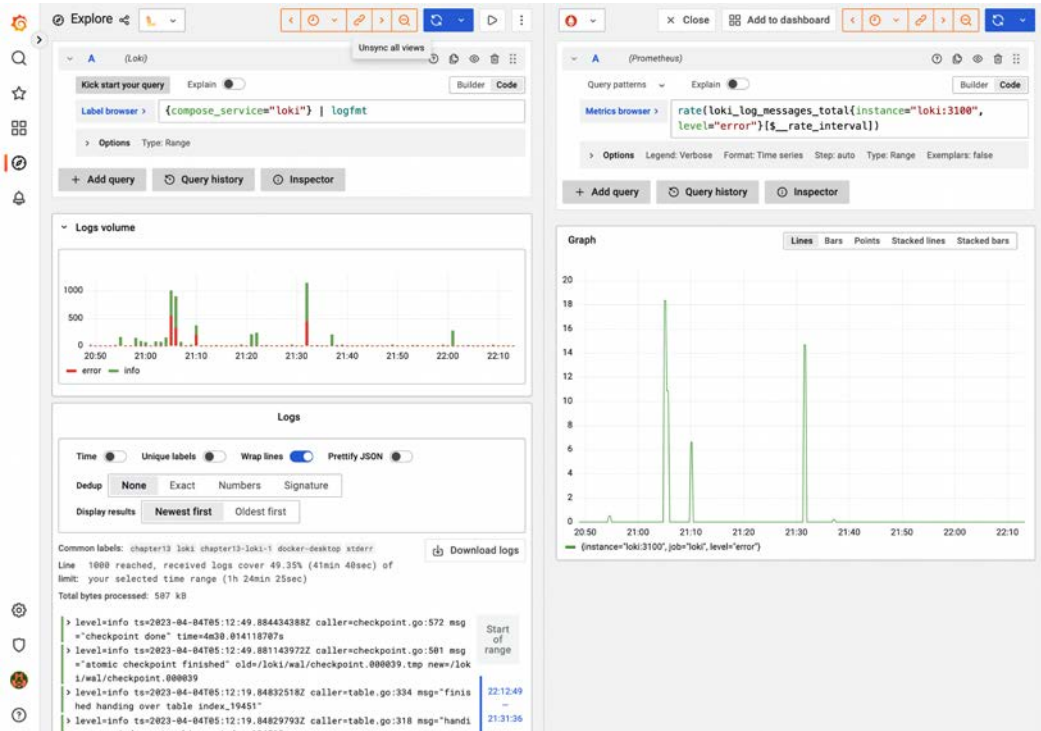 Explore
Unsync all views
A (Loki)
Kick start your query Explain Builder Code
Label browser > {compose_service="loki"} | logfmt
> Options Type: Range
+ Add query Query history Inspector
Logs volume
1000
500
0
20:50 21:00 21:10 21:20 21:30 21:40 21:50 22:00 22:10
error info
Logs
Time Unique labels Wrap lines Prettify JSON
Dedup None Exact Numbers Signature
Display results Newest first Oldest first
Common labels: chapter13 loki chapter13-loki-1 docker-desktop stderr
Download logs
Line limit: 1000 reached, received logs cover 49.35% (41min 40sec) of
your selected time range (1h 24min 25sec)
Total bytes processed: 507 kB
> level=info ts=2023-04-04T05:12:49.884434388Z caller=checkpoint.go:572 msg
="checkpoint done" time=4m30.014118707s
> level=info ts=2023-04-04T05:12:49.881143972Z caller=checkpoint.go:501 msg
="atomic checkpoint finished" old=/loki/wal/checkpoint.000039.tmp new=/lok
i/wal/checkpoint.000039
> level=info ts=2023-04-04T05:12:19.84832518Z caller=table.go:334 msg="finis
hed handing over table index_19451"
> level=info ts=2023-04-04T05:12:19.84829793Z caller=table.go:318 msg="handi
Start
of
range
22:12:49
—
21:31:36
× Close Add to dashboard
A (Prometheus)
Query patterns Explain Builder Code
Metrics browser > rate(loki_log_messages_total{instance="loki:3100",
level="error"}[$__rate_interval])
> Options Legend: Verbose Format: Time series Step: auto Type: Range Exemplars: false
+ Add query Query history Inspector
Graph Lines Bars Points Stacked lines Stacked bars
20
18
16
14
12
10
8
6
4
2
0
20:50 21:00 21:10 21:20 21:30 21:40 21:50 22:00 22:10
{instance="loki:3100", job="loki", level="error"}